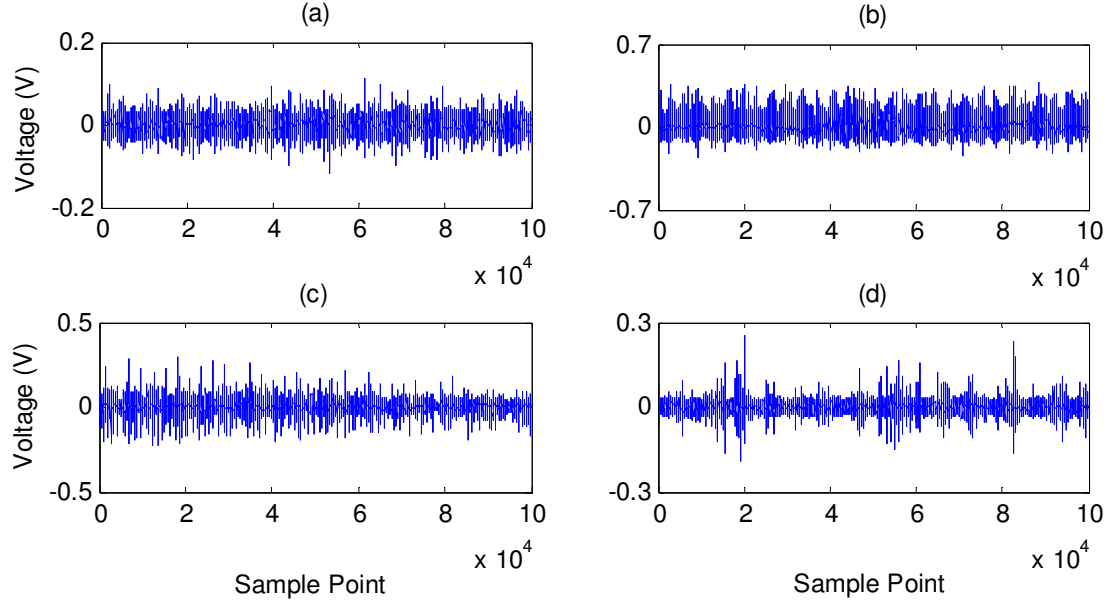 (a)
(b)
0.2
0
-0.2
Voltage (V)
0 2 4 6 8 10
x 10^4
0.7
0
-0.7
0 2 4 6 8 10
x 10^4
(c)
(d)
0.5
0
-0.5
Voltage (V)
0 2 4 6 8 10
x 10^4
Sample Point
0.3
0
-0.3
0 2 4 6 8 10
x 10^4
Sample Point